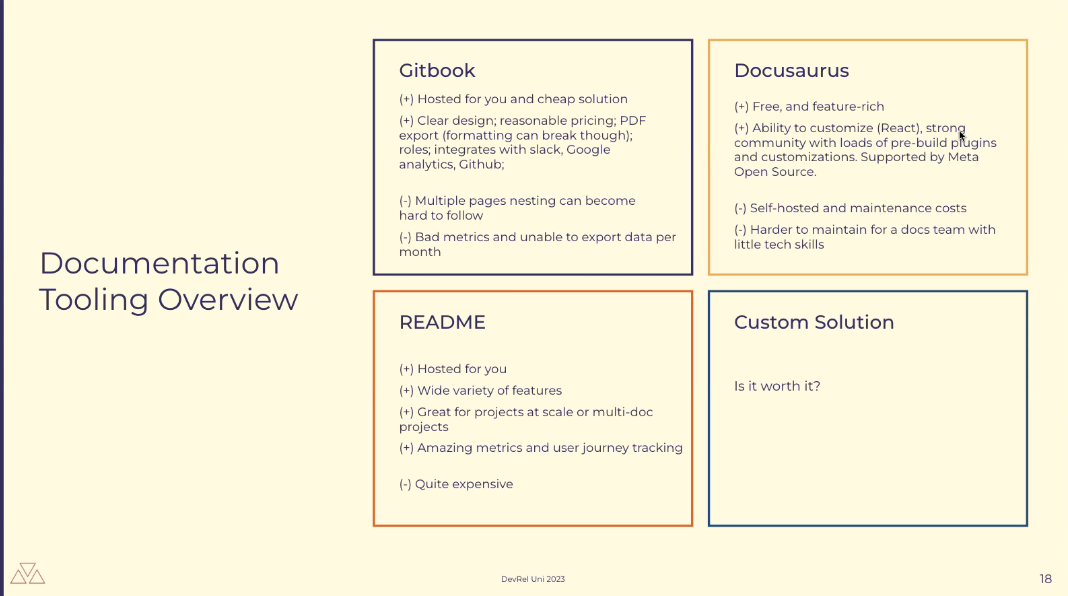 Documentation
Tooling Overview
Gitbook
(+) Hosted for you and cheap solution
(+) Clear design; reasonable pricing; PDF
export (formatting can break though);
roles; integrates with slack, Google
analytics, Github;
(-) Multiple pages nesting can become
hard to follow
(-) Bad metrics and unable to export data per
month
Docusaurus
(+) Free, and feature-rich
(+) Ability to customize (React), strong
community with loads of pre-build plugins
and customizations. Supported by Meta
Open Source.
(-) Self-hosted and maintenance costs
(-) Harder to maintain for a docs team with
little tech skills
README
(+) Hosted for you
(+) Wide variety of features
(+) Great for projects at scale or multi-doc
projects
(+) Amazing metrics and user journey tracking
(-) Quite expensive
Custom Solution
Is it worth it?
DevRel Uni 2023
18